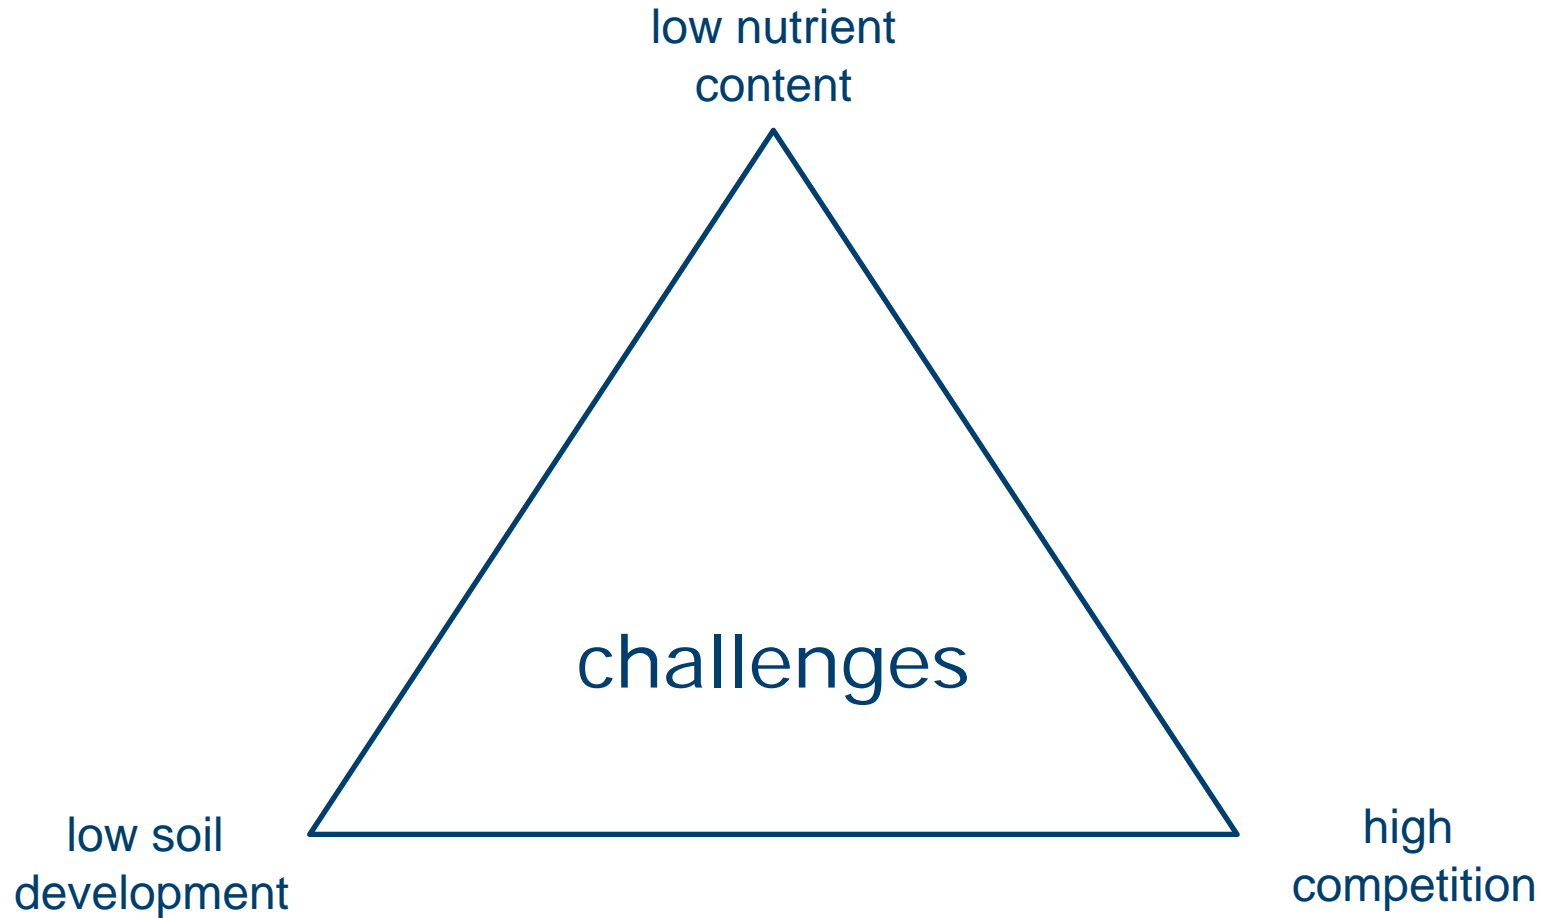 low nutrient
content
challenges
low soil
development
high
competition